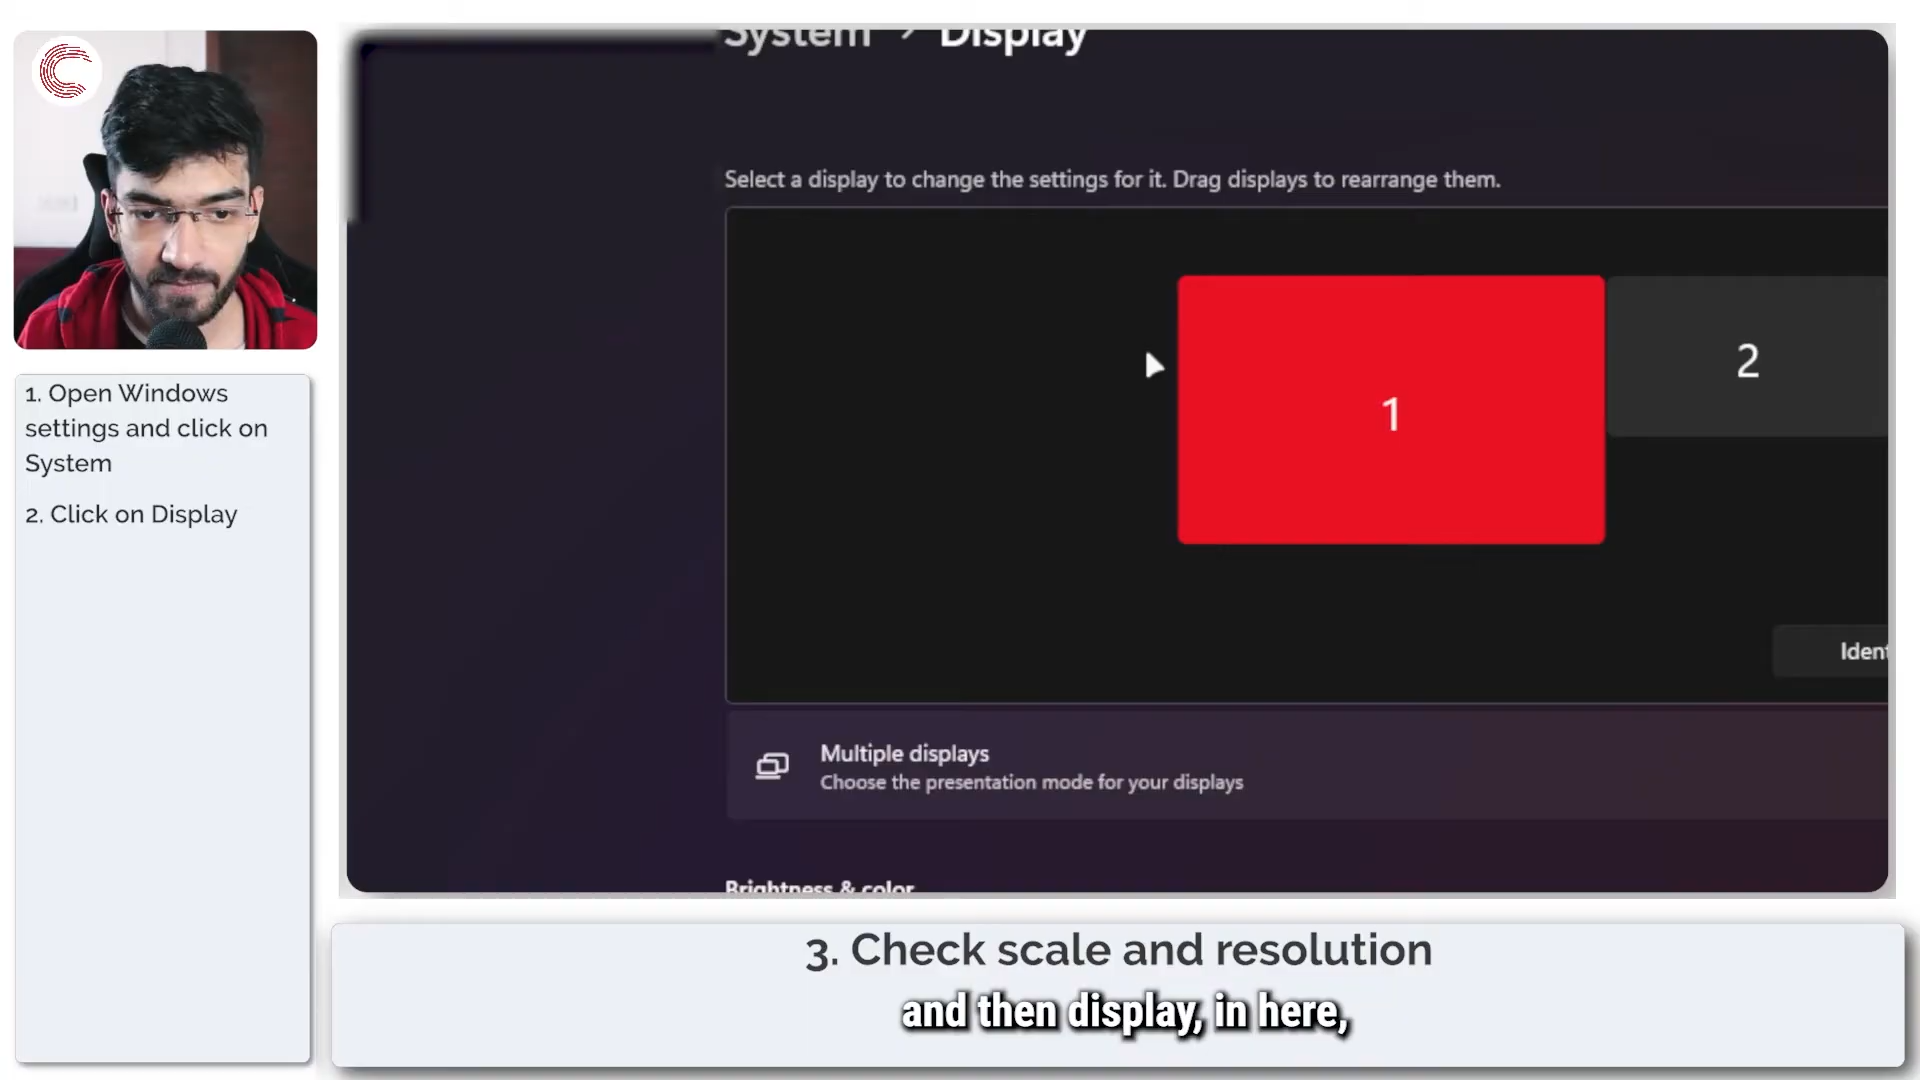 System > Display
Select a display to change the settings for it. Drag displays to rearrange them.
1
2
Ident
Multiple displays
Choose the presentation mode for your displays
Brightness & color
1. Open Windows
settings and click on
System
2. Click on Display
3. Check scale and resolution
and then display, in here,